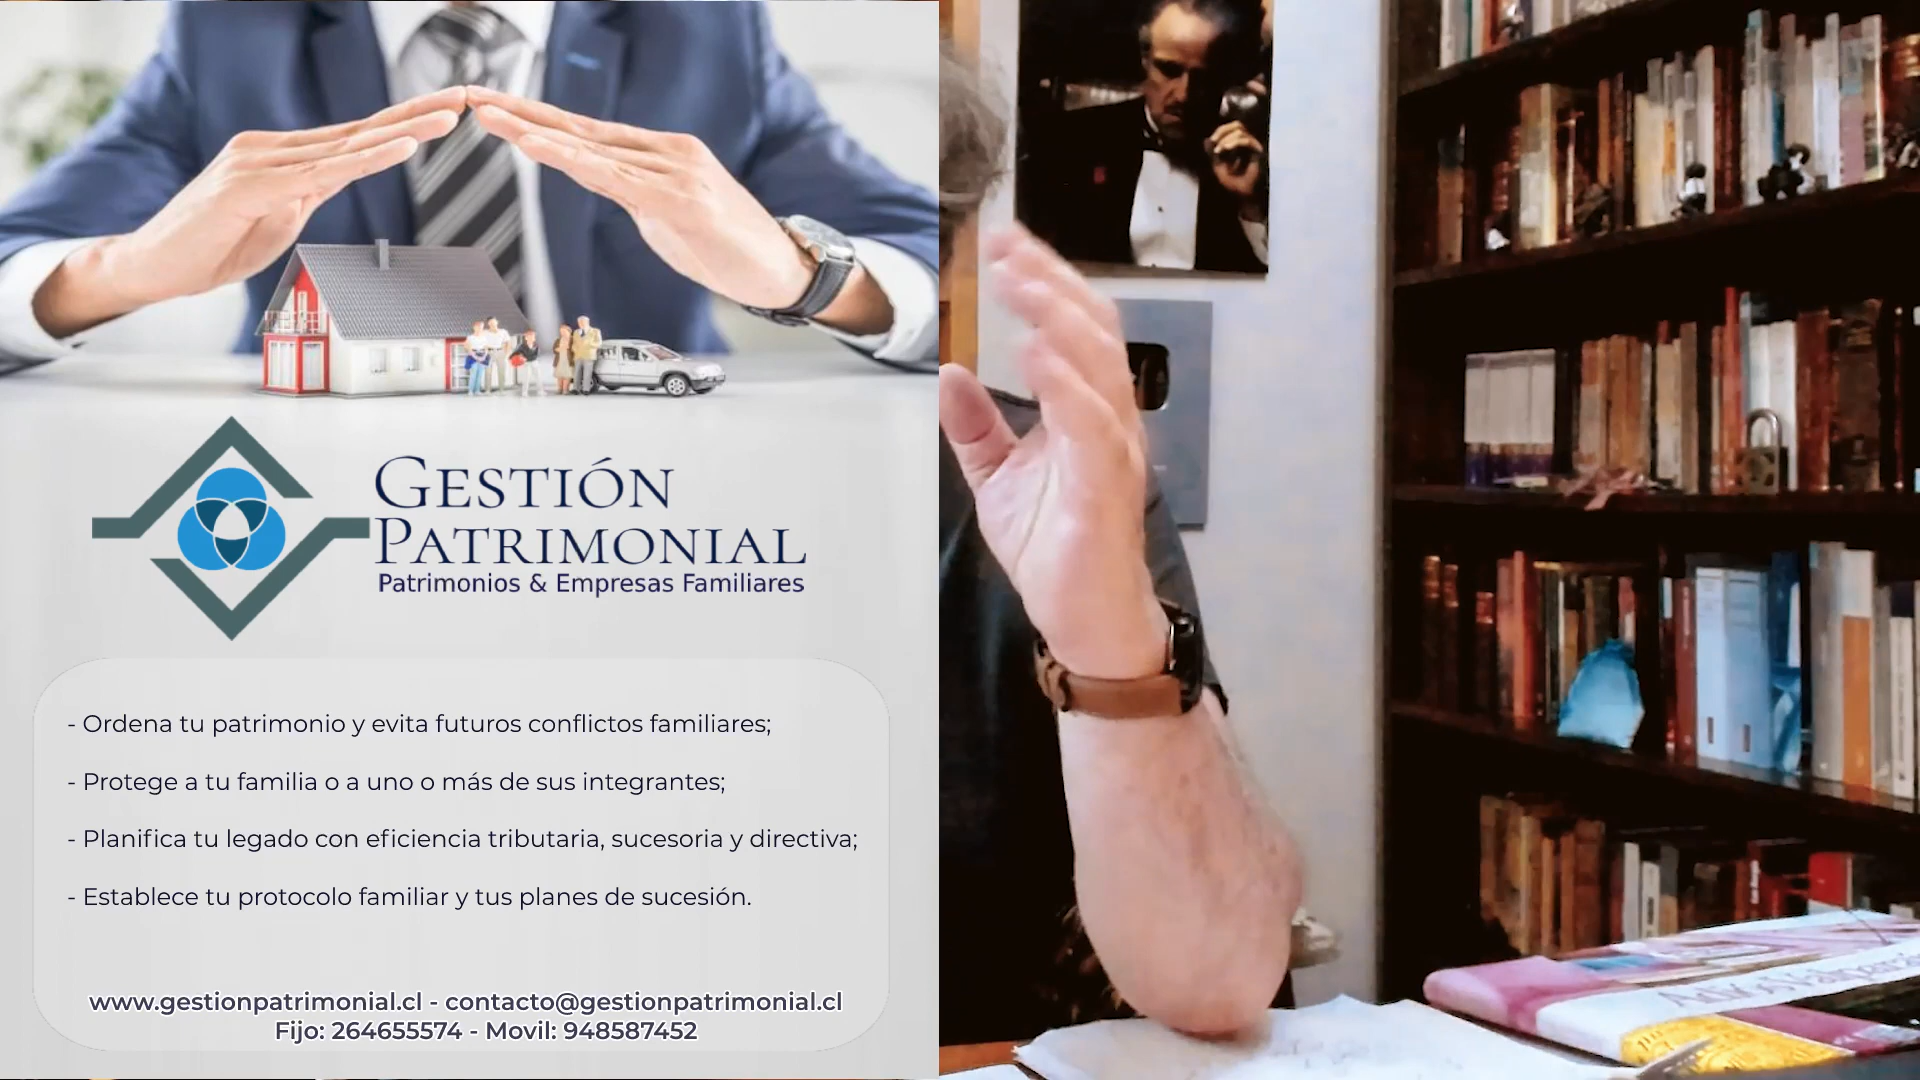 GESTIÓN
PATRIMONIAL
Patrimonios & Empresas Familiares
- Ordena tu patrimonio y evita futuros conflictos familiares;
- Protege a tu familia o a uno o más de sus integrantes;
- Planifica tu legado con eficiencia tributaria, sucesoria y directiva;
- Establece tu protocolo familiar y tus planes de sucesión.
www.gestionpatrimonial.cl - contacto@gestionpatrimonial.cl
Fijo: 264655574 - Movil: 948587452